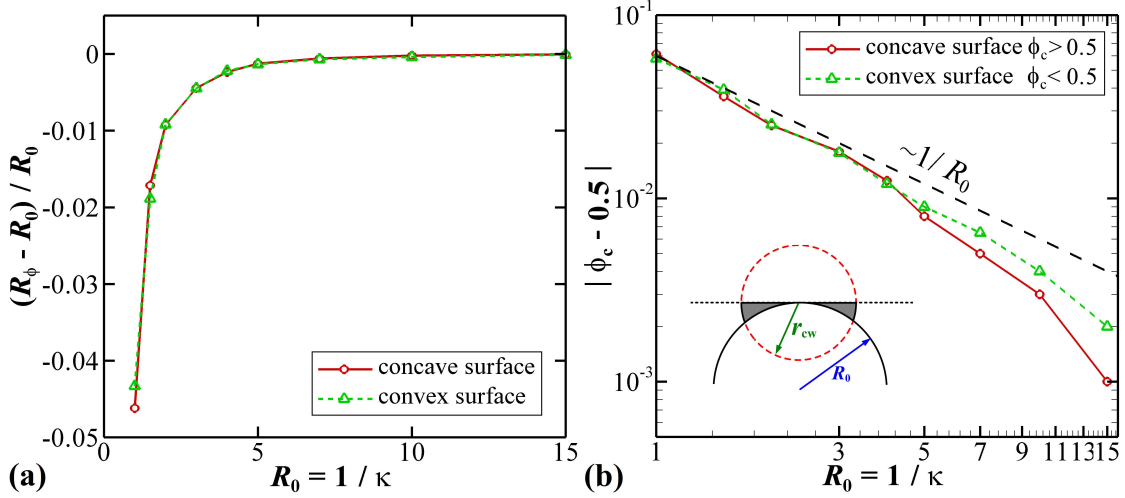 (R_ϕ - R_0) / R_0
0
-0.01
-0.02
-0.03
-0.04
-0.05
concave surface
convex surface
0
5
10
15
R_0 = 1 / κ
(a)
| ϕ_c - 0.5 |
10^-1
10^-2
10^-3
concave surface ϕ_c > 0.5
convex surface ϕ_c < 0.5
~1/ R_0
r_cw
R_0
1
3
5
7
9
11
13
15
R_0 = 1 / κ
(b)